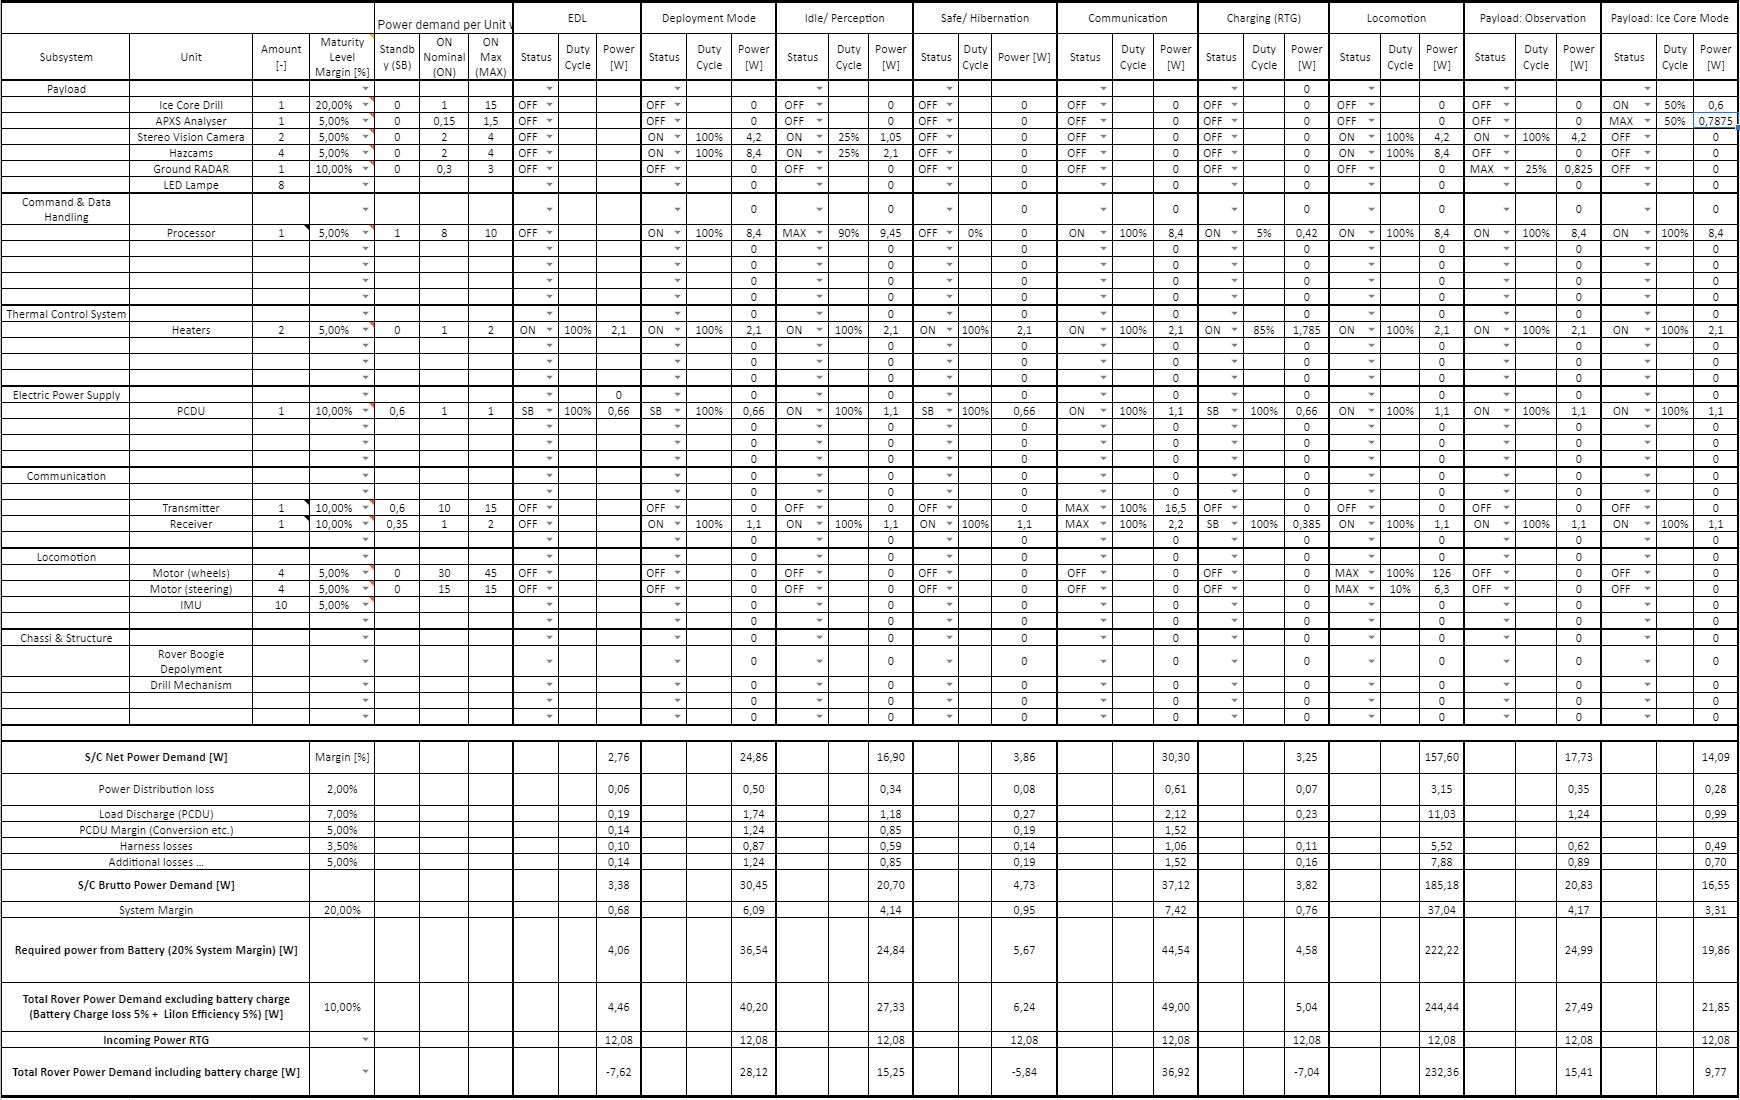 Power demand per Unit EDL Deployment Mode Idle/ Perception Safe/ Hibernation Communication Charging (RTG) Locomotion Payload: Observation Payload: Ice Core Mode
Subsystem Unit Amount [-] Maturity Level Margin [%] Standby (SB) ON Nominal (ON) ON Max (MAX) Status Duty Cycle Power [W] Status Duty Cycle Power [W] Status Duty Cycle Power [W] Status Duty Cycle Power [W] Status Duty Cycle Power [W] Status Duty Cycle Power [W] Status Duty Cycle Power [W] Status Duty Cycle Power [W] Status Duty Cycle Power [W]
Payload 0
Ice Core Drill 1 20,00% 0 1 15 OFF OFF 0 OFF 0 OFF 0 OFF 0 OFF 0 OFF 0 OFF 0 ON 50% 0,6
APXS Analyser 1 5,00% 0 0,15 1,5 OFF OFF 0 OFF 0 OFF 0 OFF 0 OFF 0 OFF 0 OFF 0 MAX 50% 0,7875
Stereo Vision Camera 2 5,00% 0 2 4 OFF ON 100% 4,2 ON 25% 1,05 OFF 0 OFF 0 OFF 0 ON 100% 4,2 ON 100% 4,2 OFF 0
Hazcams 4 5,00% 0 2 4 OFF ON 100% 8,4 ON 25% 2,1 OFF 0 OFF 0 OFF 0 ON 100% 8,4 OFF 0 OFF 0
Ground RADAR 1 10,00% 0 0,3 3 OFF OFF 0 OFF 0 OFF 0 OFF 0 OFF 0 OFF 0 MAX 25% 0,825 OFF 0
LED Lampe 8 0 0 0 0 0 0 0 0
Command & Data Handling 0 0 0 0 0 0 0 0
Processor 1 5,00% 1 8 10 OFF ON 100% 8,4 MAX 90% 9,45 OFF 0% 0 ON 100% 8,4 ON 5% 0,42 ON 100% 8,4 ON 100% 8,4 ON 100% 8,4
0 0 0 0 0 0 0 0
0 0 0 0 0 0 0 0
0 0 0 0 0 0 0 0
0 0 0 0 0 0 0 0
Thermal Control System 0 0 0 0 0 0 0 0
Heaters 2 5,00% 0 1 2 ON 100% 2,1 ON 100% 2,1 ON 100% 2,1 ON 100% 2,1 ON 100% 2,1 ON 85% 1,785 ON 100% 2,1 ON 100% 2,1 ON 100% 2,1
0 0 0 0 0 0 0 0
0 0 0 0 0 0 0 0
0 0 0 0 0 0 0 0
Electric Power Supply 0 0 0 0 0 0 0 0 0
PCDU 1 10,00% 0,6 1 1 SB 100% 0,66 SB 100% 0,66 ON 100% 1,1 SB 100% 0,66 ON 100% 1,1 SB 100% 0,66 ON 100% 1,1 ON 100% 1,1 ON 100% 1,1
0 0 0 0 0 0 0 0
0 0 0 0 0 0 0 0
0 0 0 0 0 0 0 0
Communication 0 0 0 0 0 0 0 0
0 0 0 0 0 0 0 0
Transmitter 1 10,00% 0,6 10 15 OFF OFF 0 OFF 0 OFF 0 MAX 100% 16,5 OFF 0 OFF 0 OFF 0 OFF 0
Receiver 1 10,00% 0,35 1 2 OFF ON 100% 1,1 ON 100% 1,1 ON 100% 1,1 MAX 100% 2,2 SB 100% 0,385 ON 100% 1,1 ON 100% 1,1 ON 100% 1,1
0 0 0 0 0 0 0 0
Locomotion 0 0 0 0 0 0 0 0
Motor (wheels) 4 5,00% 0 30 45 OFF OFF 0 OFF 0 OFF 0 OFF 0 OFF 0 MAX 100% 126 OFF 0 OFF 0
Motor (steering) 4 5,00% 0 15 15 OFF OFF 0 OFF 0 OFF 0 OFF 0 OFF 0 MAX 10% 6,3 OFF 0 OFF 0
IMU 10 5,00% 0 0 0 0 0 0 0 0
0 0 0 0 0 0 0 0
Chassi & Structure 0 0 0 0 0 0 0 0
Rover Boogie Depolyment 0 0 0 0 0 0 0 0
Drill Mechanism 0 0 0 0 0 0 0 0
0 0 0 0 0 0 0 0
0 0 0 0 0 0 0 0
S/C Net Power Demand [W] Margin [%] 2,76 24,86 16,90 3,86 30,30 3,25 157,60 17,73 14,09
Power Distribution loss 2,00% 0,06 0,50 0,34 0,08 0,61 0,07 3,15 0,35 0,28
Load Discharge (PCDU) 7,00% 0,19 1,74 1,18 0,27 2,12 0,23 11,03 1,24 0,99
PCDU Margin (Conversion etc.) 5,00% 0,14 1,24 0,85 0,19 1,52
Harness losses 3,50% 0,10 0,87 0,59 0,14 1,06 0,11 5,52 0,62 0,49
Additional losses ... 5,00% 0,14 1,24 0,85 0,19 1,52 0,16 7,88 0,89 0,70
S/C Brutto Power Demand [W] 3,38 30,45 20,70 4,73 37,12 3,82 185,18 20,83 16,55
System Margin 20,00% 0,68 6,09 4,14 0,95 7,42 0,76 37,04 4,17 3,31
Required power from Battery (20% System Margin) [W] 4,06 36,54 24,84 5,67 44,54 4,58 222,22 24,99 19,86
Total Rover Power Demand excluding battery charge
(Battery Charge loss 5% + LiIon Efficiency 5%) [W] 10,00% 4,46 40,20 27,33 6,24 49,00 5,04 244,44 27,49 21,85
Incoming Power RTG 12,08 12,08 12,08 12,08 12,08 12,08 12,08 12,08 12,08
Total Rover Power Demand including battery charge [W] -7,62 28,12 15,25 -5,84 36,92 -7,04 232,36 15,41 9,77